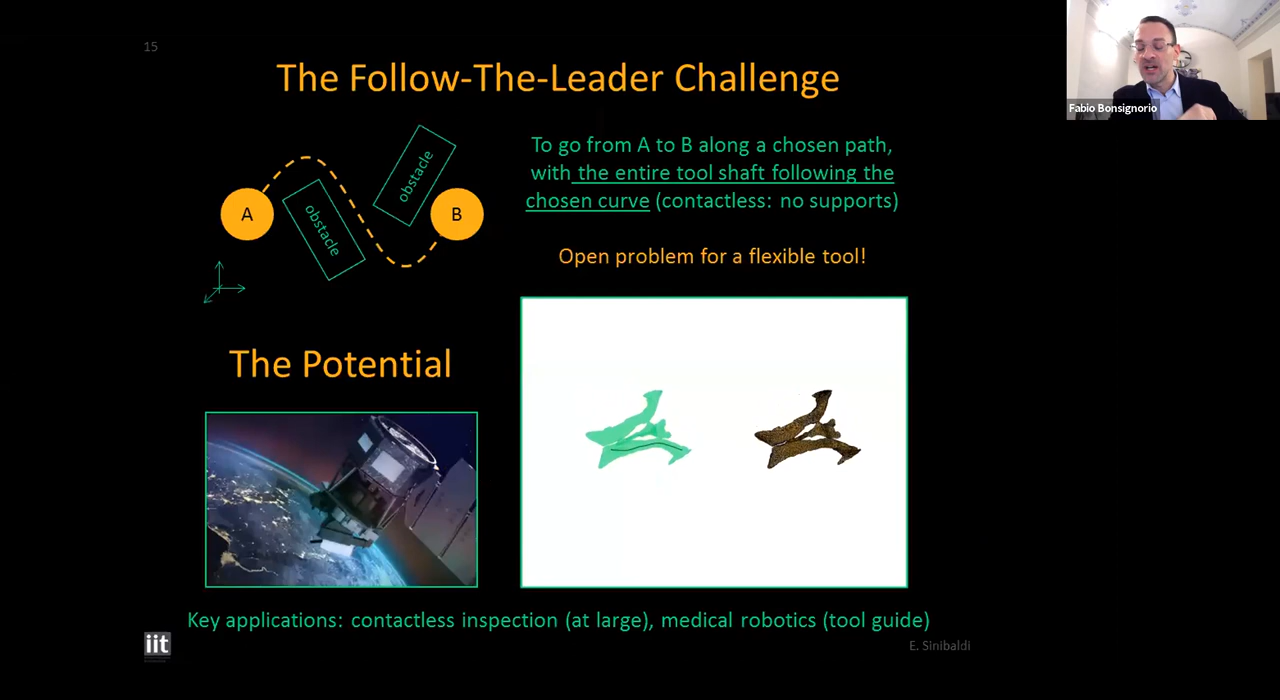 15
The Follow-The-Leader Challenge
Fabio Bonsignorio
A
obstacle
obstacle
B
To go from A to B along a chosen path,
with the entire tool shaft following the
chosen curve (contactless: no supports)
Open problem for a flexible tool!
The Potential
Key applications: contactless inspection (at large), medical robotics (tool guide)
iit
E. Sinibaldi